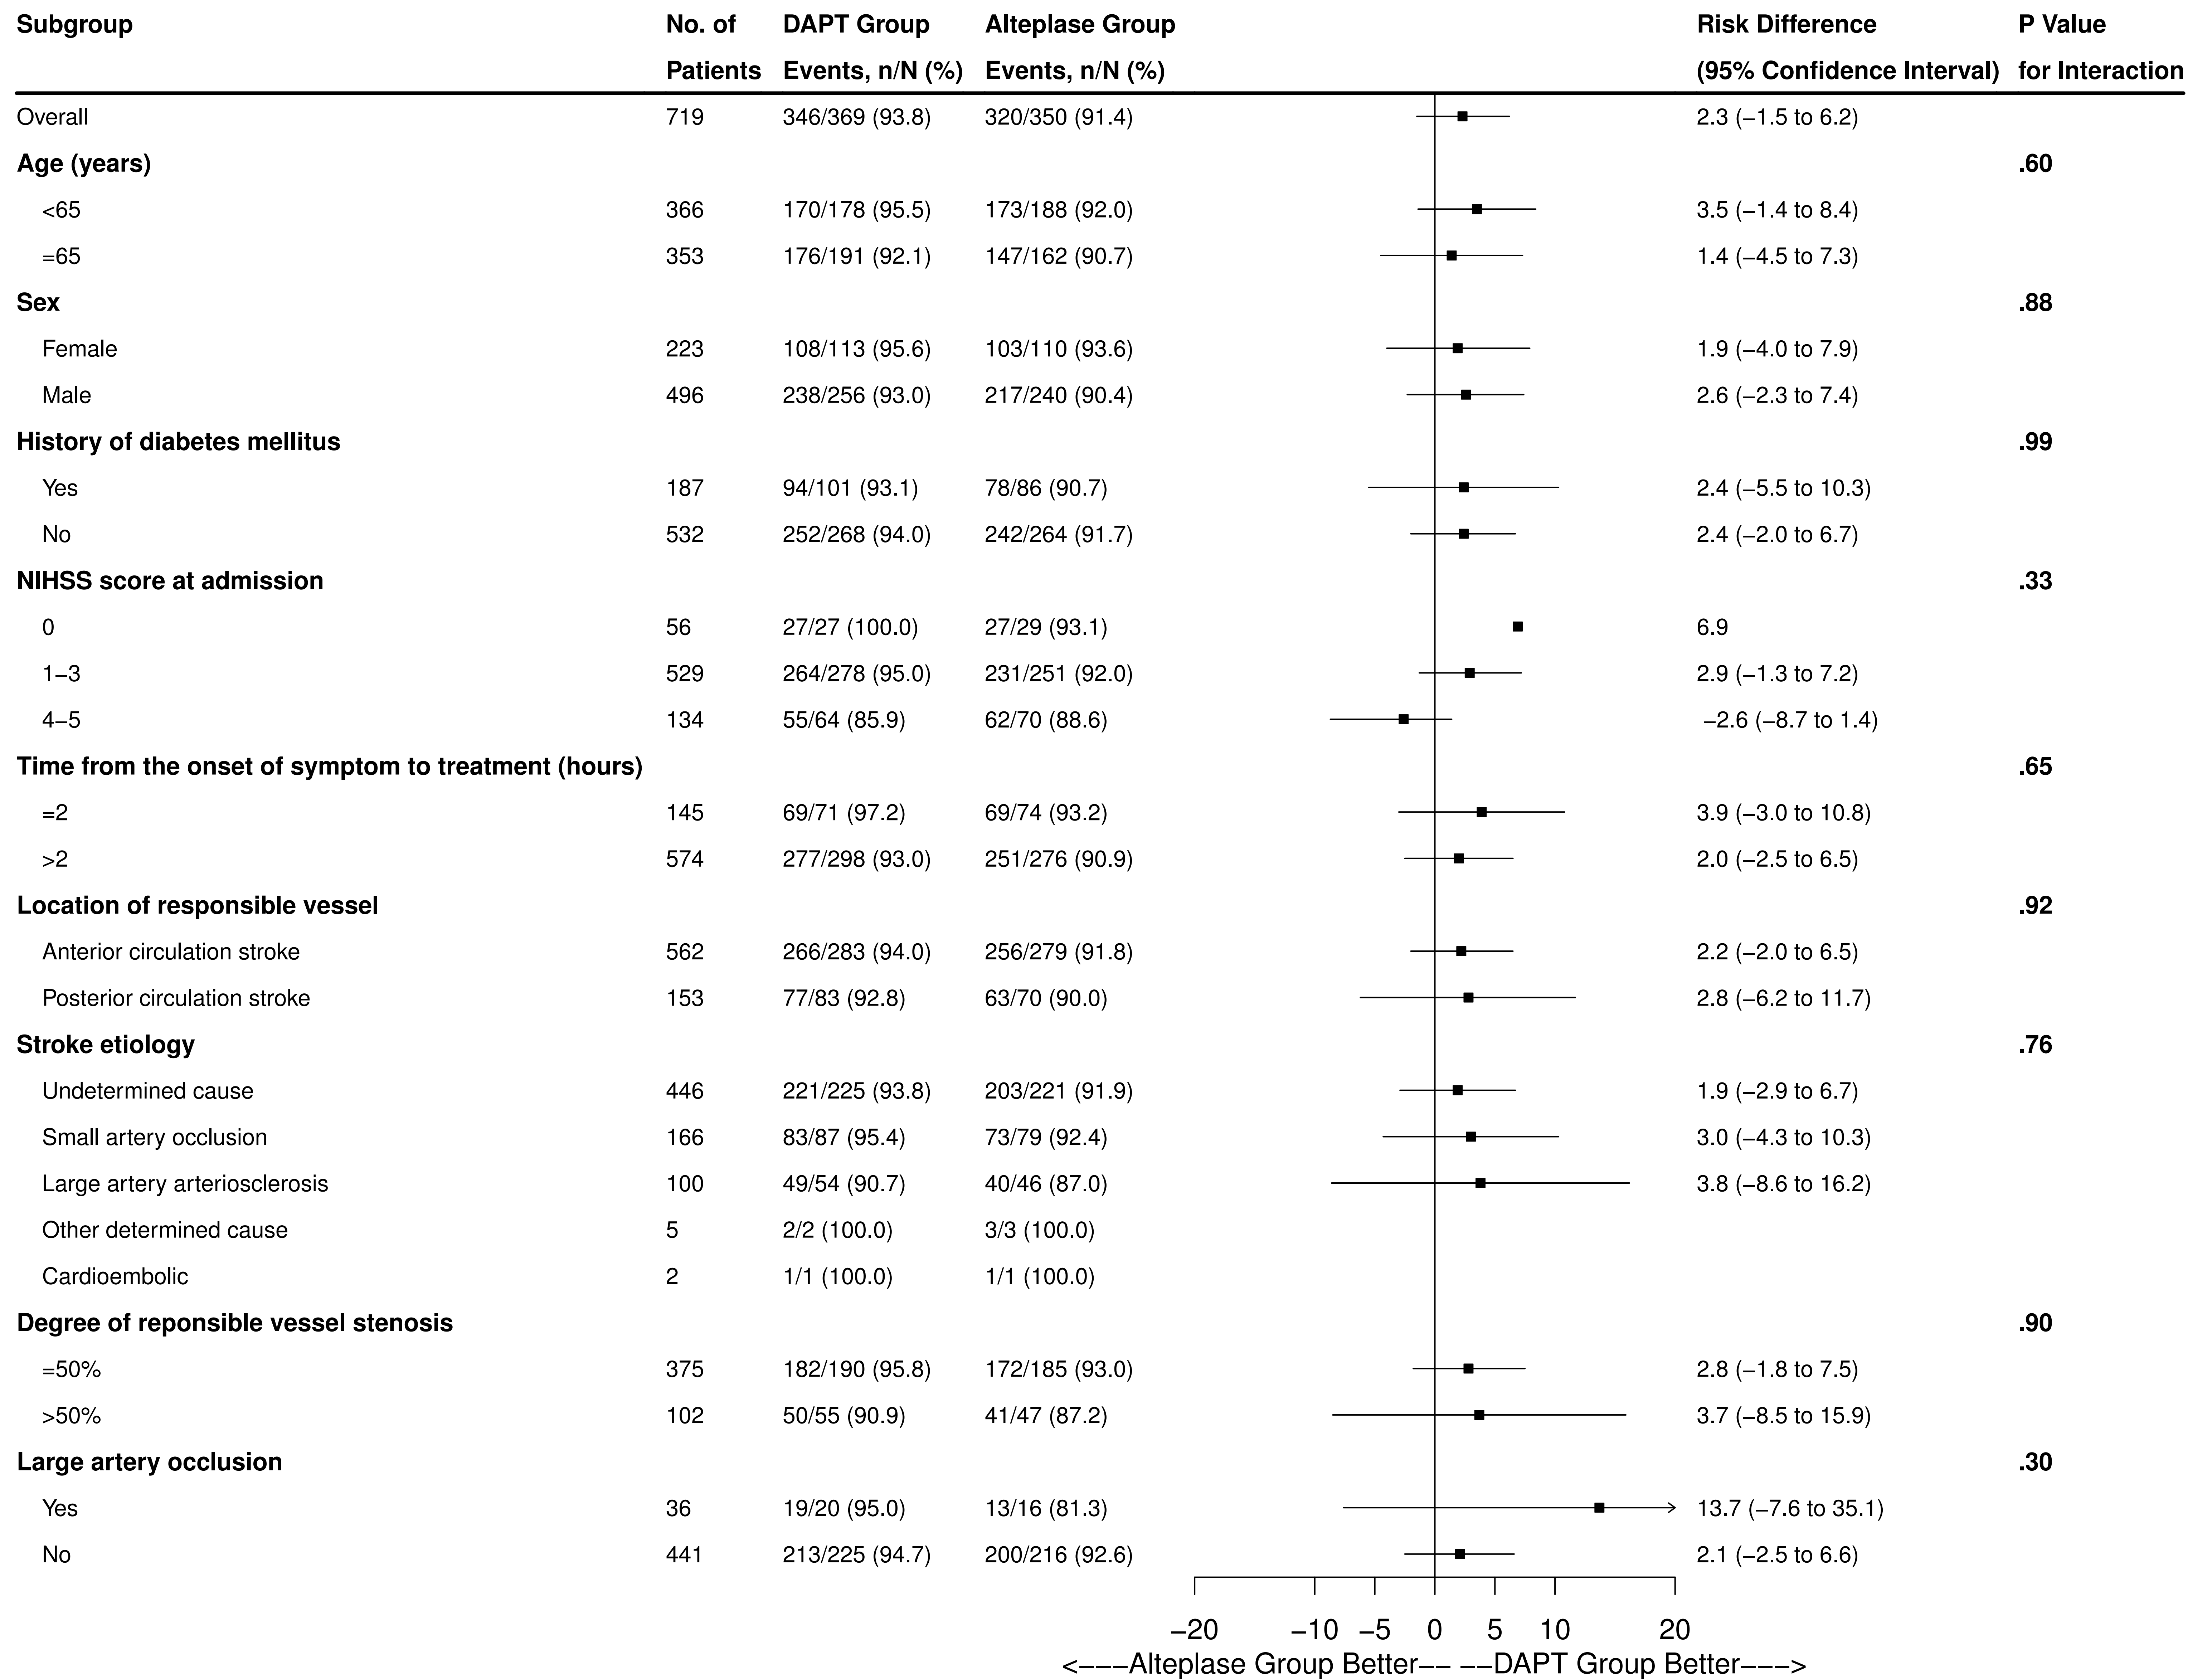 Subgroup No. of DAPT Group Alteplase Group Risk Difference P Value
Patients Events, n/N (%) Events, n/N (%) (95% Confidence Interval) for Interaction
Overall 719 346/369 (93.8) 320/350 (91.4) 2.3 (−1.5 to 6.2)
Age (years) .60
<65 366 170/178 (95.5) 173/188 (92.0) 3.5 (−1.4 to 8.4)
=65 353 176/191 (92.1) 147/162 (90.7) 1.4 (−4.5 to 7.3)
Sex .88
Female 223 108/113 (95.6) 103/110 (93.6) 1.9 (−4.0 to 7.9)
Male 496 238/256 (93.0) 217/240 (90.4) 2.6 (−2.3 to 7.4)
History of diabetes mellitus .99
Yes 187 94/101 (93.1) 78/86 (90.7) 2.4 (−5.5 to 10.3)
No 532 252/268 (94.0) 242/264 (91.7) 2.4 (−2.0 to 6.7)
NIHSS score at admission .33
0 56 27/27 (100.0) 27/29 (93.1) 6.9
1−3 529 264/278 (95.0) 231/251 (92.0) 2.9 (−1.3 to 7.2)
4−5 134 55/64 (85.9) 62/70 (88.6) −2.6 (−8.7 to 1.4)
Time from the onset of symptom to treatment (hours) .65
=2 145 69/71 (97.2) 69/74 (93.2) 3.9 (−3.0 to 10.8)
>2 574 277/298 (93.0) 251/276 (90.9) 2.0 (−2.5 to 6.5)
Location of responsible vessel .92
Anterior circulation stroke 562 266/283 (94.0) 256/279 (91.8) 2.2 (−2.0 to 6.5)
Posterior circulation stroke 153 77/83 (92.8) 63/70 (90.0) 2.8 (−6.2 to 11.7)
Stroke etiology .76
Undetermined cause 446 221/225 (93.8) 203/221 (91.9) 1.9 (−2.9 to 6.7)
Small artery occlusion 166 83/87 (95.4) 73/79 (92.4) 3.0 (−4.3 to 10.3)
Large artery arteriosclerosis 100 49/54 (90.7) 40/46 (87.0) 3.8 (−8.6 to 16.2)
Other determined cause 5 2/2 (100.0) 3/3 (100.0)
Cardioembolic 2 1/1 (100.0) 1/1 (100.0)
Degree of reponsible vessel stenosis .90
=50% 375 182/190 (95.8) 172/185 (93.0) 2.8 (−1.8 to 7.5)
>50% 102 50/55 (90.9) 41/47 (87.2) 3.7 (−8.5 to 15.9)
Large artery occlusion .30
Yes 36 19/20 (95.0) 13/16 (81.3) 13.7 (−7.6 to 35.1)
No 441 213/225 (94.7) 200/216 (92.6) 2.1 (−2.5 to 6.6)
−20 −10 −5 0 5 10 20
<−−−Alteplase Group Better−− −−DAPT Group Better−−−>